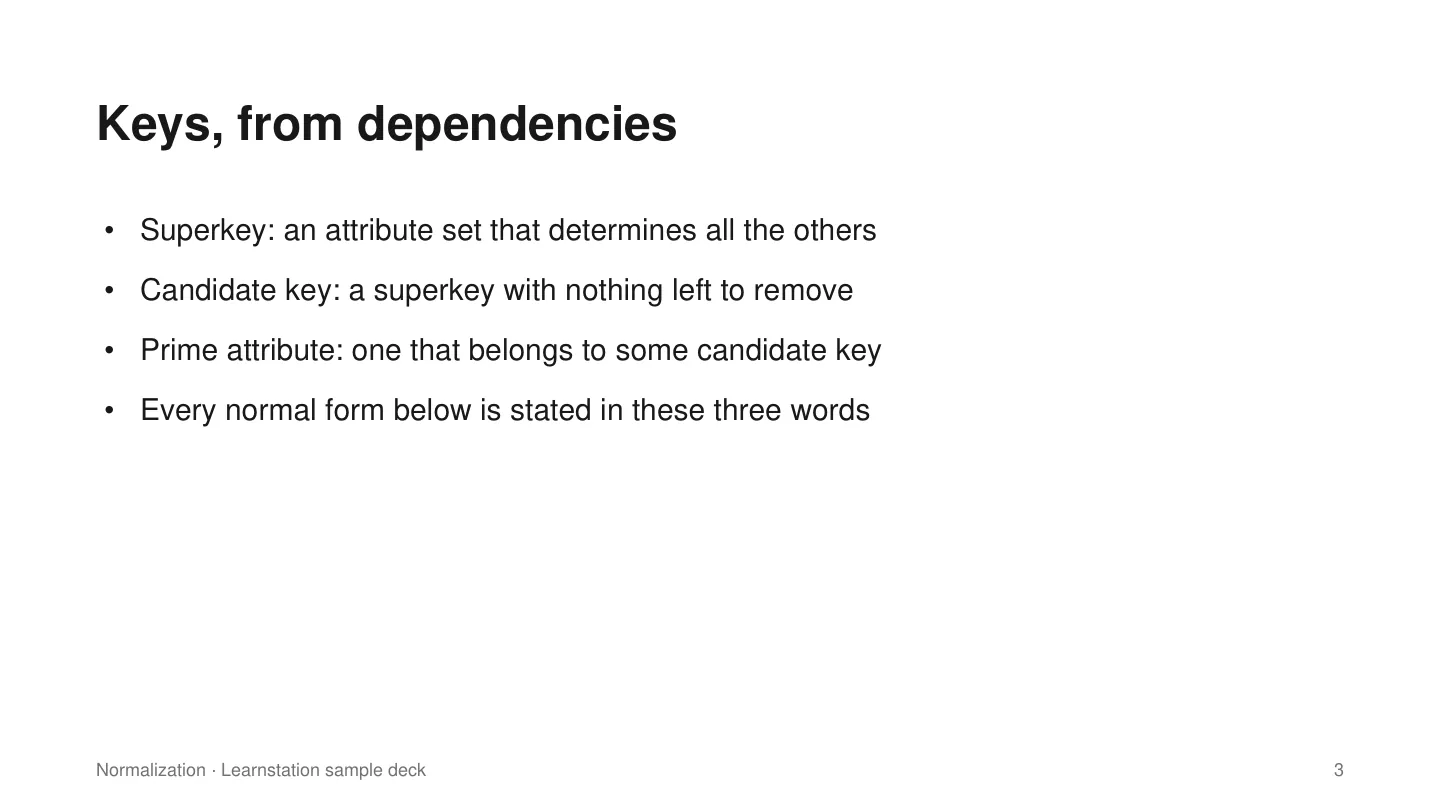 Keys, from dependencies
• Superkey: an attribute set that determines all the others
• Candidate key: a superkey with nothing left to remove
• Prime attribute: one that belongs to some candidate key
• Every normal form below is stated in these three words
Normalization · Learnstation sample deck
3